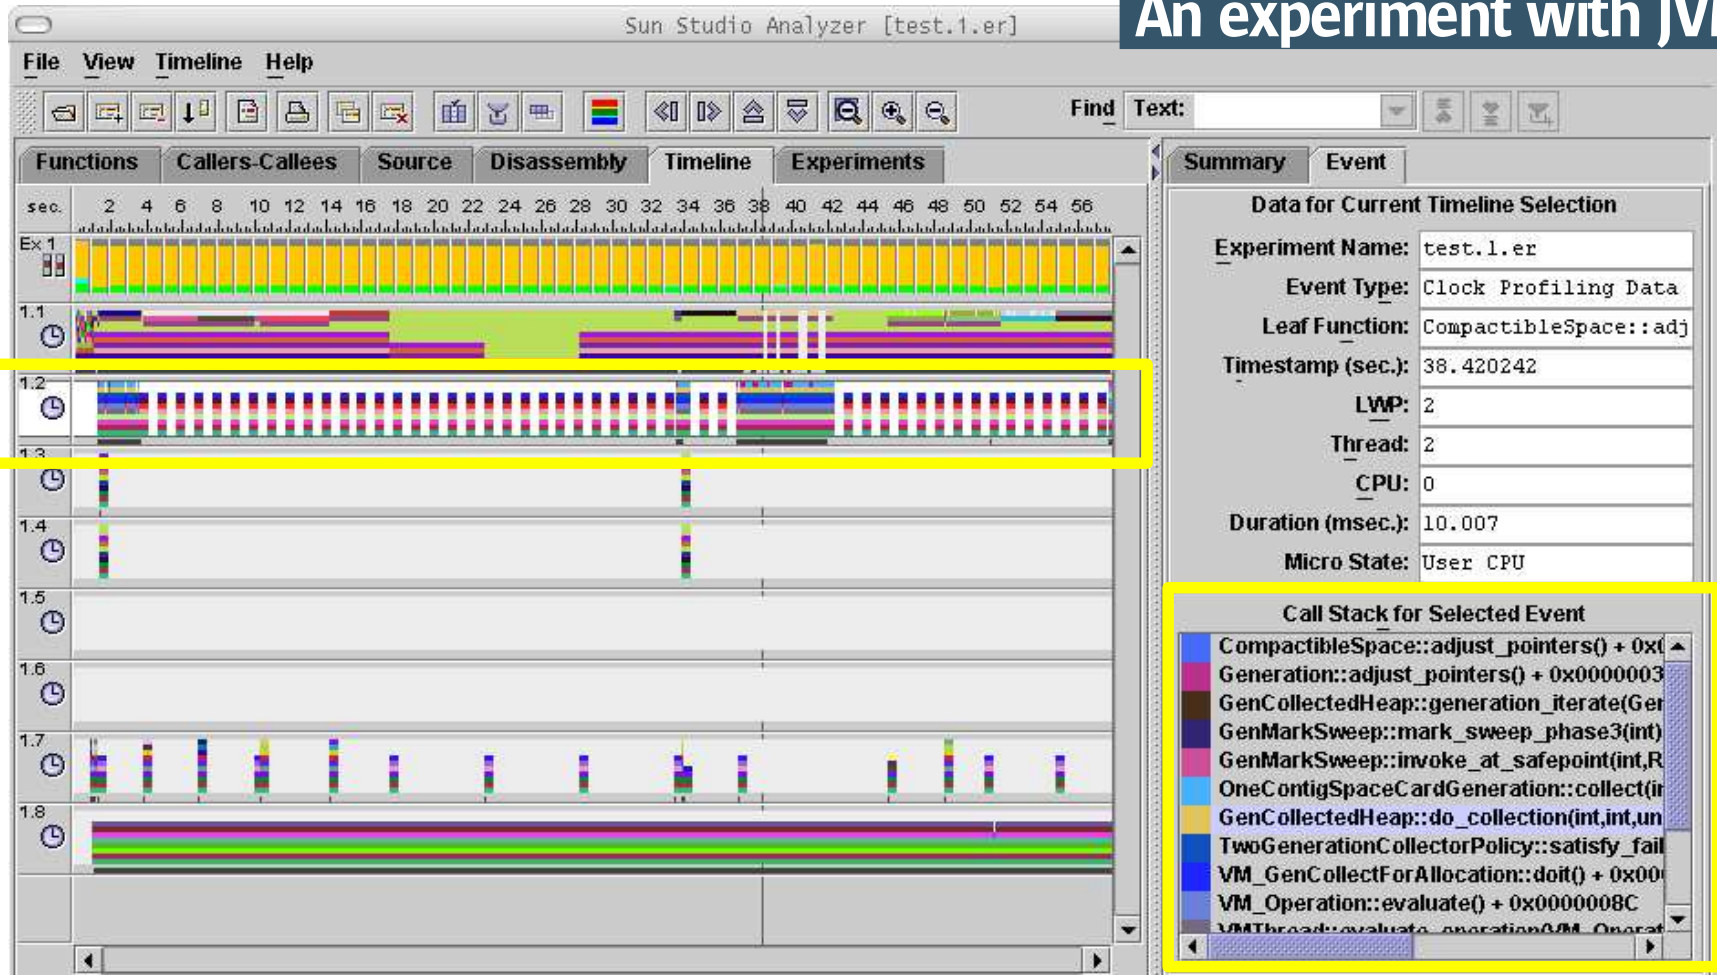 An experiment with JV
Sun Studio Analyzer [test.1.er]
File View Timeline Help
Find Text:
Functions Callers-Callees Source Disassembly Timeline Experiments
Summary Event
sec. 2 4 6 8 10 12 14 16 18 20 22 24 26 28 30 32 34 36 38 40 42 44 46 48 50 52 54 56
Ex 1
1.1
1.2
1.3
1.4
1.5
1.6
1.7
1.8
Data for Current Timeline Selection
Experiment Name: test.1.er
Event Type: Clock Profiling Data
Leaf Function: CompactibleSpace::adj
Timestamp (sec.): 38.420242
LWP: 2
Thread: 2
CPU: 0
Duration (msec.): 10.007
Micro State: User CPU
Call Stack for Selected Event
CompactibleSpace::adjust_pointers() + 0x
Generation::adjust_pointers() + 0x0000003
GenCollectedHeap::generation_iterate(Ger
GenMarkSweep::mark_sweep_phase3(int)
GenMarkSweep::invoke_at_safepoint(int,R
OneContigSpaceCardGeneration::collect(ir
GenCollectedHeap::do_collection(int,int,un
TwoGenerationCollectorPolicy::satisfy_fail
VM_GenCollectForAllocation::doit() + 0x00
VM_Operation::evaluate() + 0x0000008C
VMThread::evaluate_operation(VM_Operat